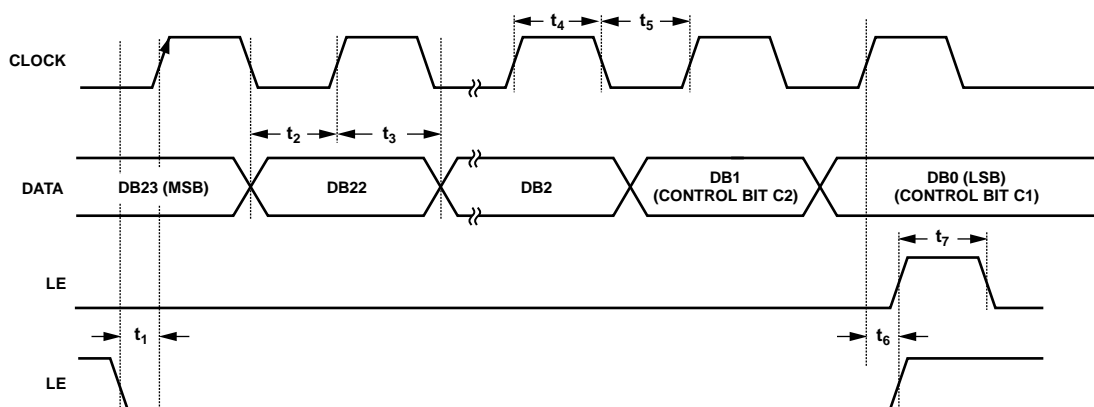 t4 t5
CLOCK
t2 t3
DATA DB23 (MSB) DB22 DB2 DB1 DB0 (LSB)
(CONTROL BIT C2) (CONTROL BIT C1)
t7
LE
t1 t6
LE